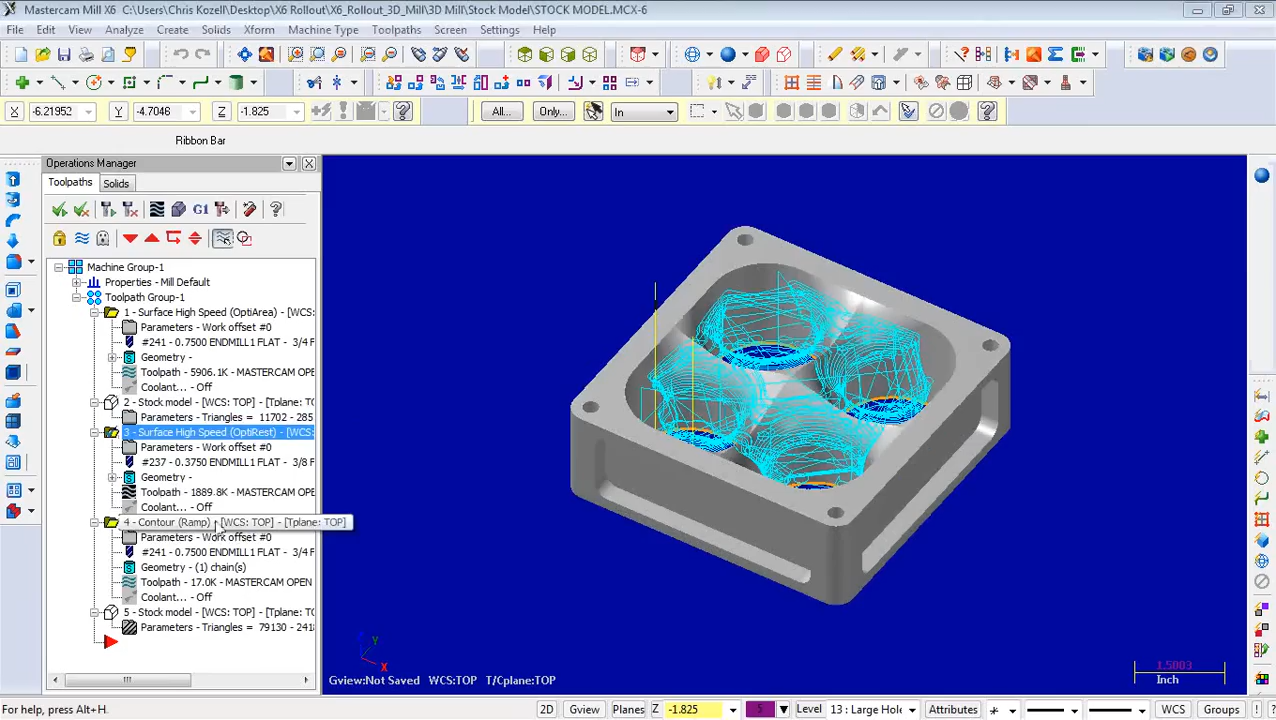 Mastercam Mill X6 C:\Users\Chris Kozell\Desktop\X6 Rollout\X6_Rollout_3D_Mill\3D Mill\Stock Model\STOCK MODEL.MCX-6
File Edit View Analyze Create Solids Xform Machine Type Toolpaths Screen Settings Help
X -6.21952 Y -4.7046 Z -1.825 All... Only... In
Ribbon Bar
Operations Manager
Toolpaths Solids
G1
Machine Group-1
Properties - Mill Default
Toolpath Group-1
1 - Surface High Speed (OptiArea) - [WCS:
Parameters - Work offset #0
#241 - 0.7500 ENDMILL1 FLAT - 3/4 F
Geometry -
Toolpath - 5906.1K - MASTERCAM OPE
Coolant... - Off
2 - Stock model - [WCS: TOP] - [Tplane: TO
Parameters - Triangles = 11702 - 285
3 - Surface High Speed (OptiRest) - [WCS:
Parameters - Work offset #0
#237 - 0.3750 ENDMILL1 FLAT - 3/8 F
Geometry -
Toolpath - 1889.8K - MASTERCAM OPE
Coolant... - Off
4 - Contour (Ramp) - [WCS: TOP] - [Tplane: TOP]
Parameters - Work offset #0
#241 - 0.7500 ENDMILL1 FLAT - 3/4 F
Geometry - (1) chain(s)
Toolpath - 17.0K - MASTERCAM OPEN
Coolant... - Off
5 - Stock model - [WCS: TOP] - [Tplane: TO
Parameters - Triangles = 79130 - 241
Z Y X
1.5003
Inch
Gview:Not Saved WCS:TOP T/Cplane:TOP
For help, press Alt+H. 2D Gview Planes Z -1.825 5 Level 13 : Large Hole Attributes WCS Groups ! ?